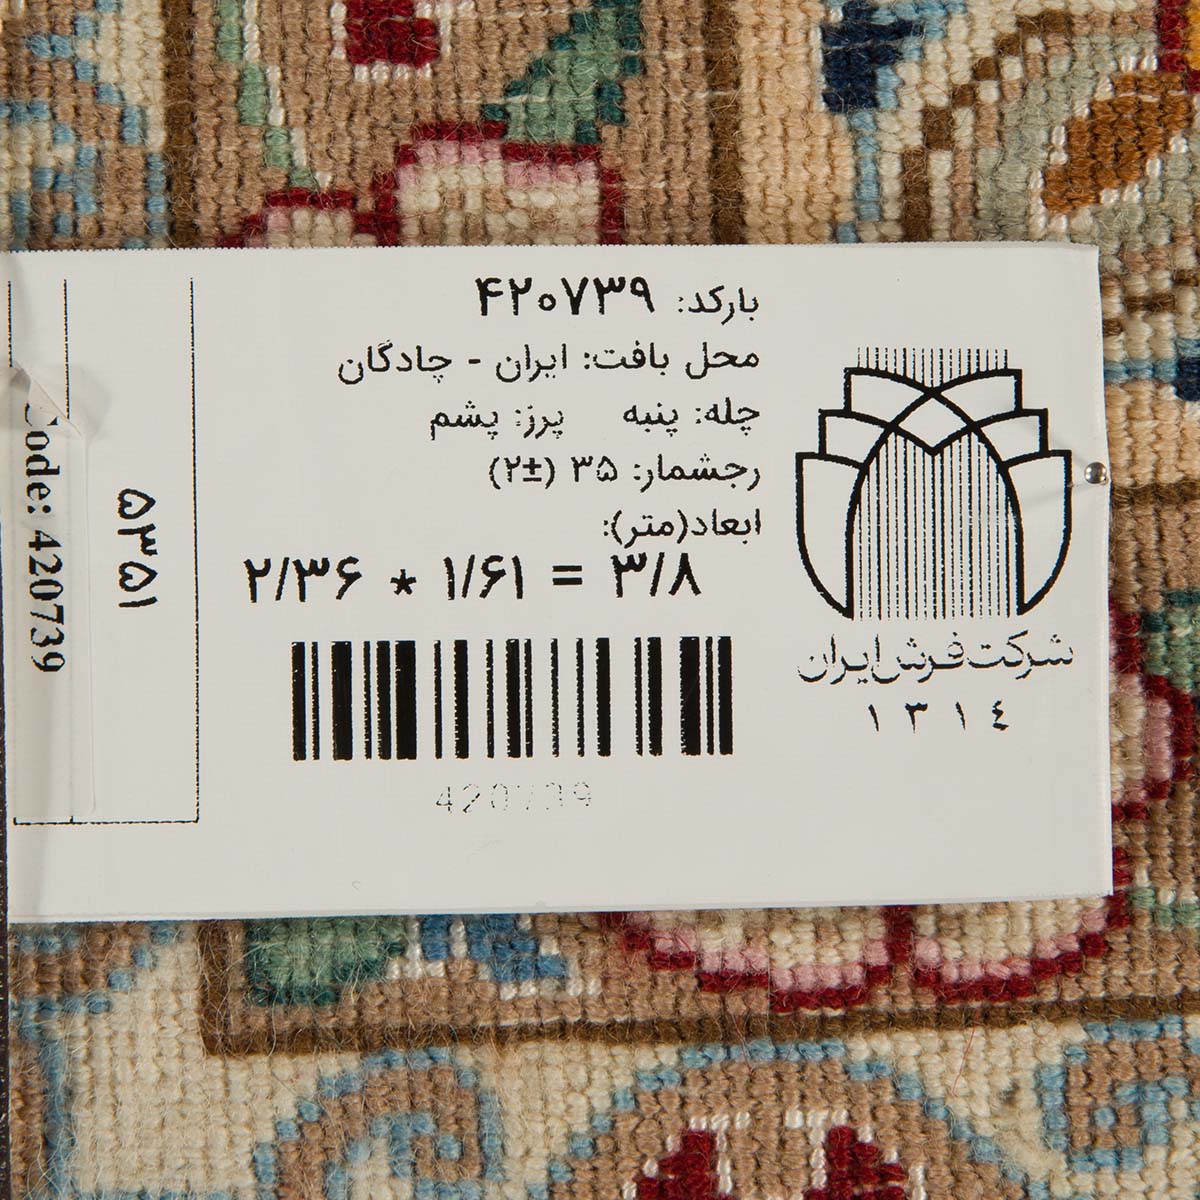 بارکد: ۴۲۰۷۳۹
محل بافت: ایران - چادگان
چله: پنبه پرز: پشم
رجشمار: ۳۵ (±۲)
ابعاد(متر):
۲/۳۶ * ۱/۶۱ = ۳/۸
420739
شرکت فرش ایران
١٣١٤
۵۳۵۱
Code: 420739